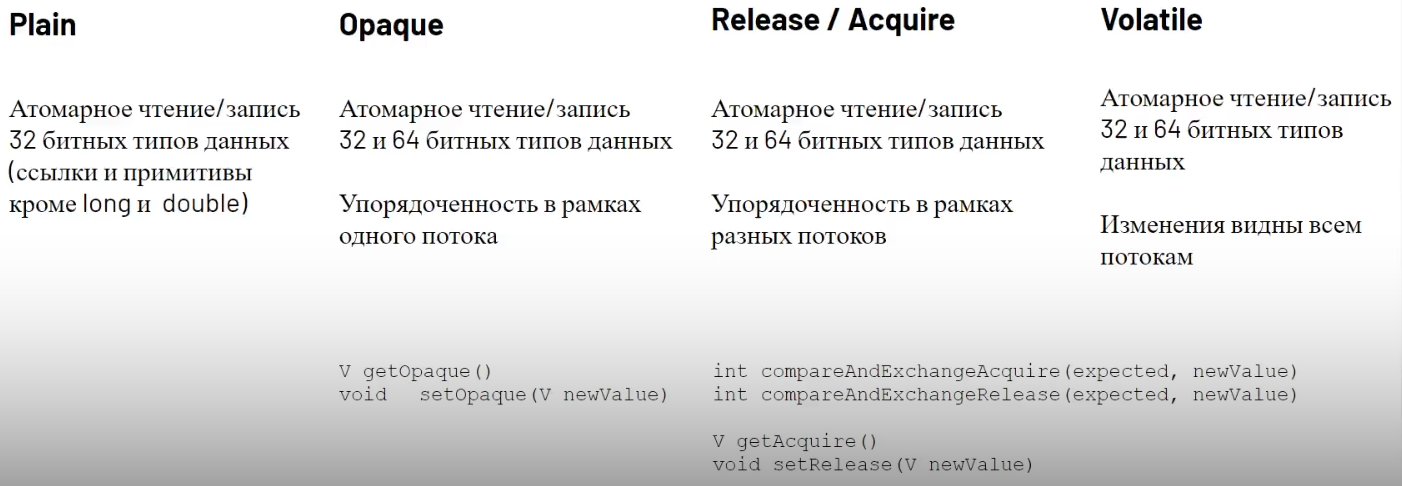 Plain
Атомарное чтение/запись
32 битных типов данных
(ссылки и примитивы
кроме long и double)
Opaque
Атомарное чтение/запись
32 и 64 битных типов данных
Упорядоченность в рамках
одного потока
V getOpaque()
void setOpaque(V newValue)
Release / Acquire
Атомарное чтение/запись
32 и 64 битных типов данных
Упорядоченность в рамках
разных потоков
int compareAndExchangeAcquire(expected, newValue)
int compareAndExchangeRelease(expected, newValue)
V getAcquire()
void setRelease(V newValue)
Volatile
Атомарное чтение/запись
32 и 64 битных типов
данных
Изменения видны всем
потокам